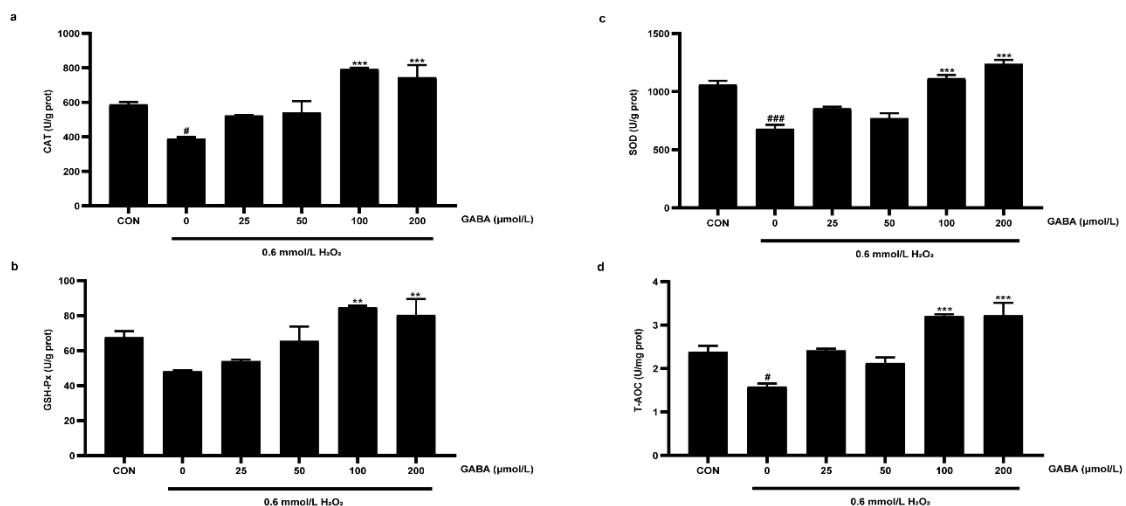 a
CAT (U/g prot)
1000
800
600
400
200
0
#
***
***
CON
0
25
50
100
200
GABA (μmol/L)
0.6 mmol/L H₂O₂
c
SOD (U/g prot)
1500
1000
500
0
###
***
***
CON
0
25
50
100
200
GABA (μmol/L)
0.6 mmol/L H₂O₂
b
GSH-Px (U/g prot)
100
80
60
40
20
0
**
**
CON
0
25
50
100
200
GABA (μmol/L)
0.6 mmol/L H₂O₂
d
T-AOC (U/mg prot)
4
3
2
1
0
#
***
***
CON
0
25
50
100
200
GABA (μmol/L)
0.6 mmol/L H₂O₂